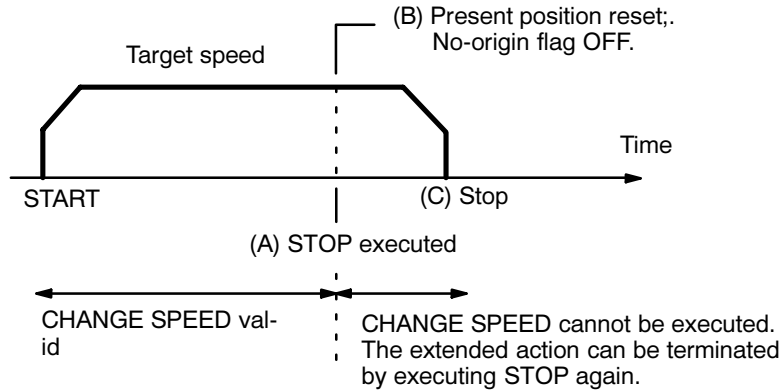 (B) Present position reset;.
No-origin flag OFF.
Target speed
Time
START
(C) Stop
(A) STOP executed
CHANGE SPEED val-
id
CHANGE SPEED cannot be executed.
The extended action can be terminated
by executing STOP again.